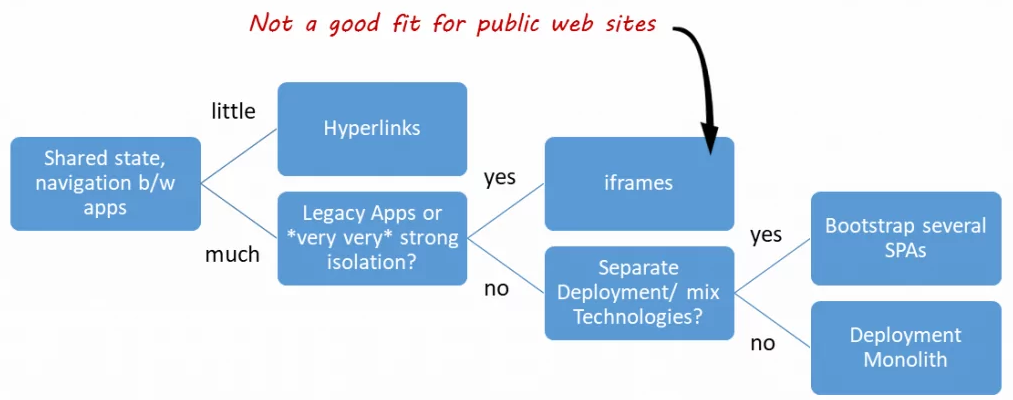 Not a good fit for public web sites
little
Hyperlinks
Shared state,
navigation b/w
apps
much
Legacy Apps or
*very very* strong
isolation?
yes
iframes
no
Separate
Deployment/ mix
Technologies?
yes
Bootstrap several
SPAs
no
Deployment
Monolith